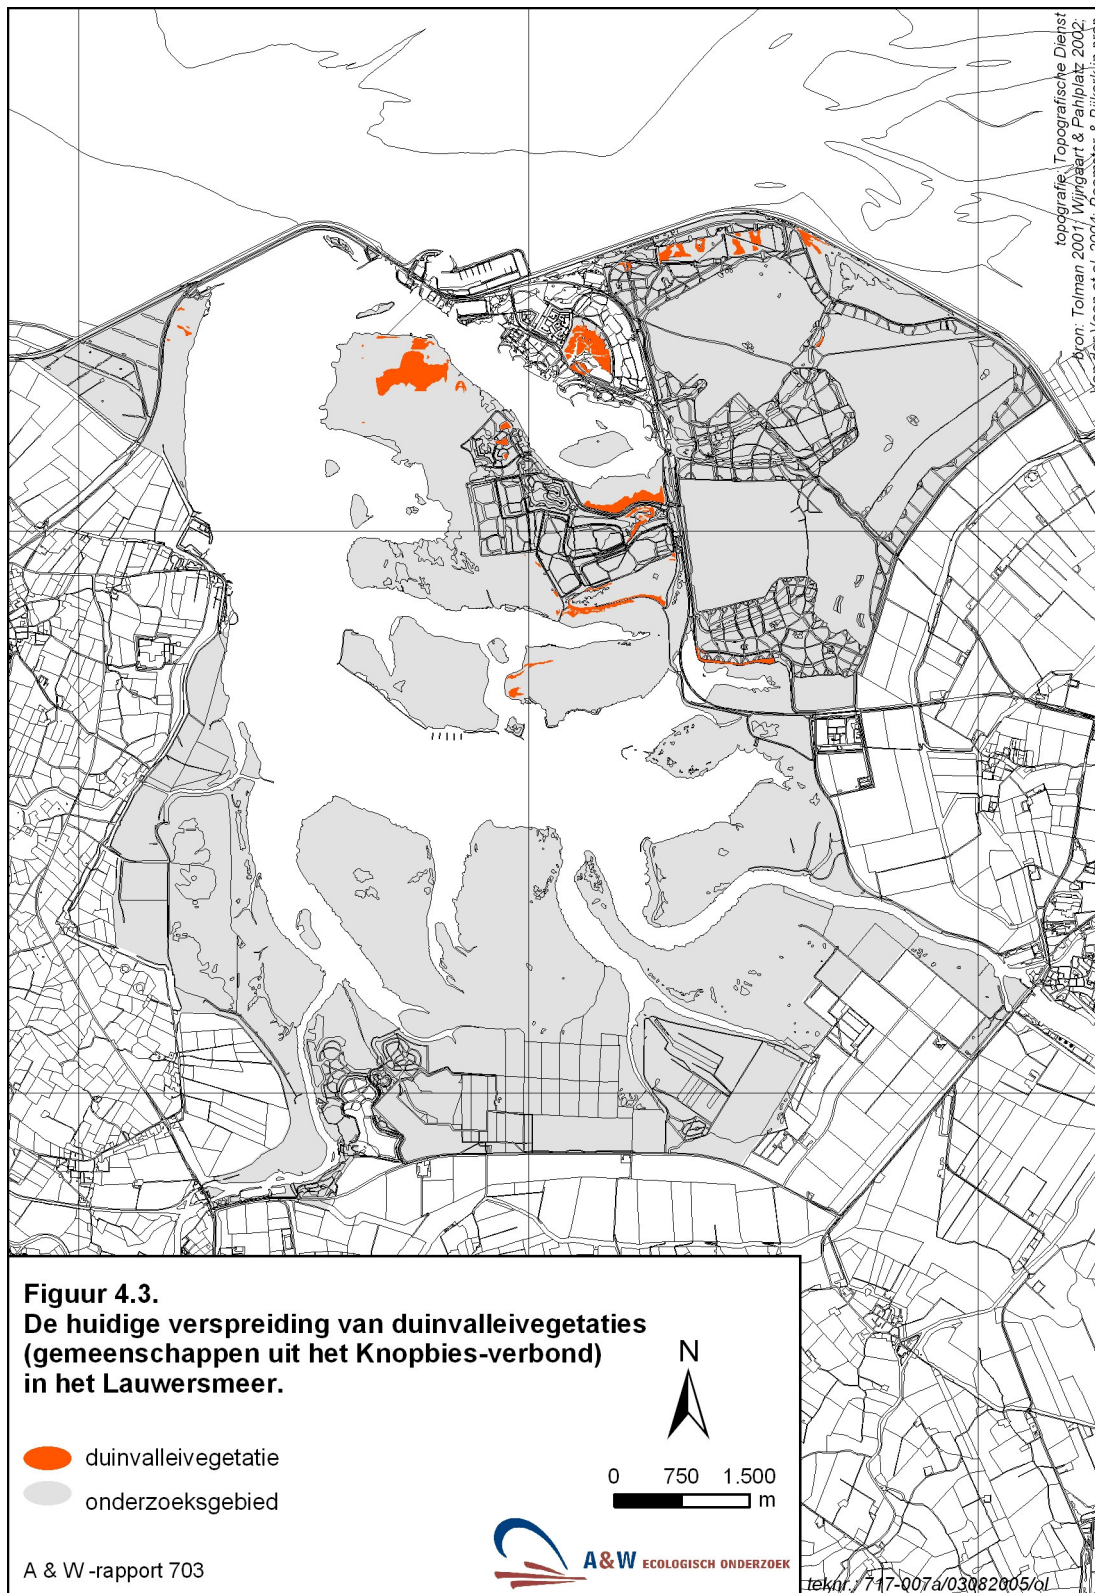 topografie: Topografische Dienst
bron: Tolman 2001; Wijngaart & Pahlplatz 2002;
Figuur 4.3.
De huidige verspreiding van duinvalleivegetaties
(gemeenschappen uit het Knopbies-verbond)
in het Lauwersmeer.
N
duinvalleivegetatie
onderzoeksgebied
0 750 1.500
m
A & W -rapport 703
A&W ECOLOGISCH ONDERZOEK
teknr.: 717-007a/03082005/ol